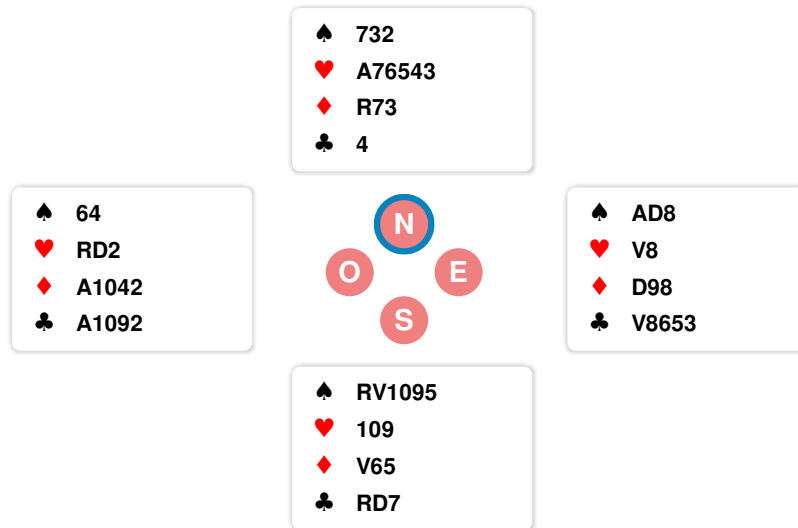 ♠ 732
♥ A76543
♦ R73
♣ 4
♠ 64
♥ RD2
♦ A1042
♣ A1092
N
O E
S
♠ AD8
♥ V8
♦ D98
♣ V8653
♠ RV1095
♥ 109
♦ V65
♣ RD7